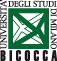 UNIVERSITÀ
DEGLI STUDI
DI MILANO
BICOCCA